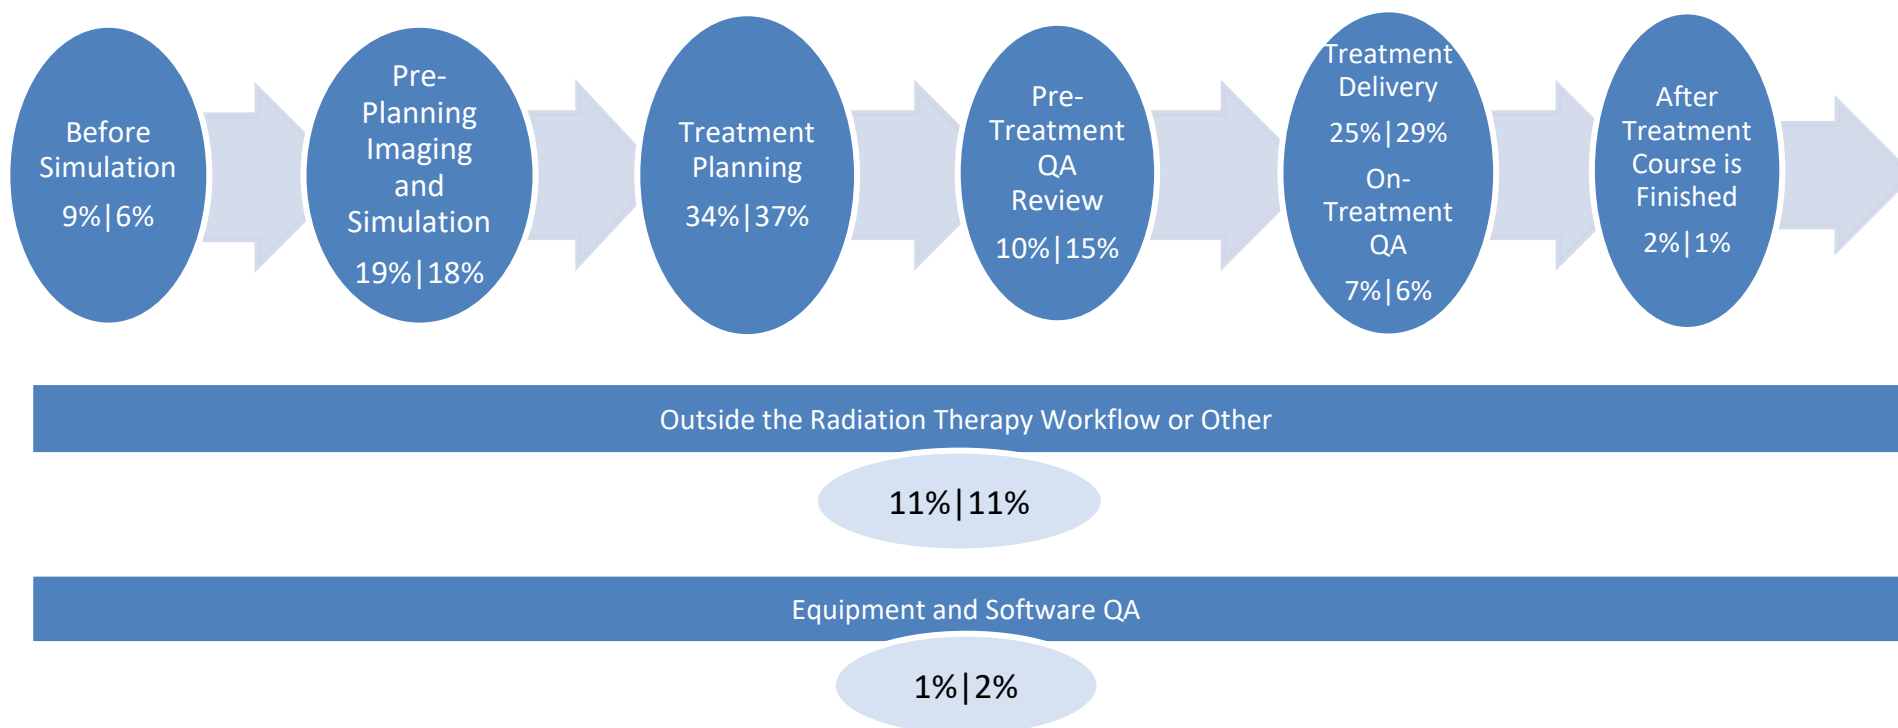 Before
Simulation
9%|6%
Pre-
Planning
Imaging
and
Simulation
19%|18%
Treatment
Planning
34%|37%
Pre-
Treatment
QA
Review
10%|15%
Treatment
Delivery
25%|29%
On-
Treatment
QA
7%|6%
After
Treatment
Course is
Finished
2%|1%
Outside the Radiation Therapy Workflow or Other
11%|11%
Equipment and Software QA
1%|2%